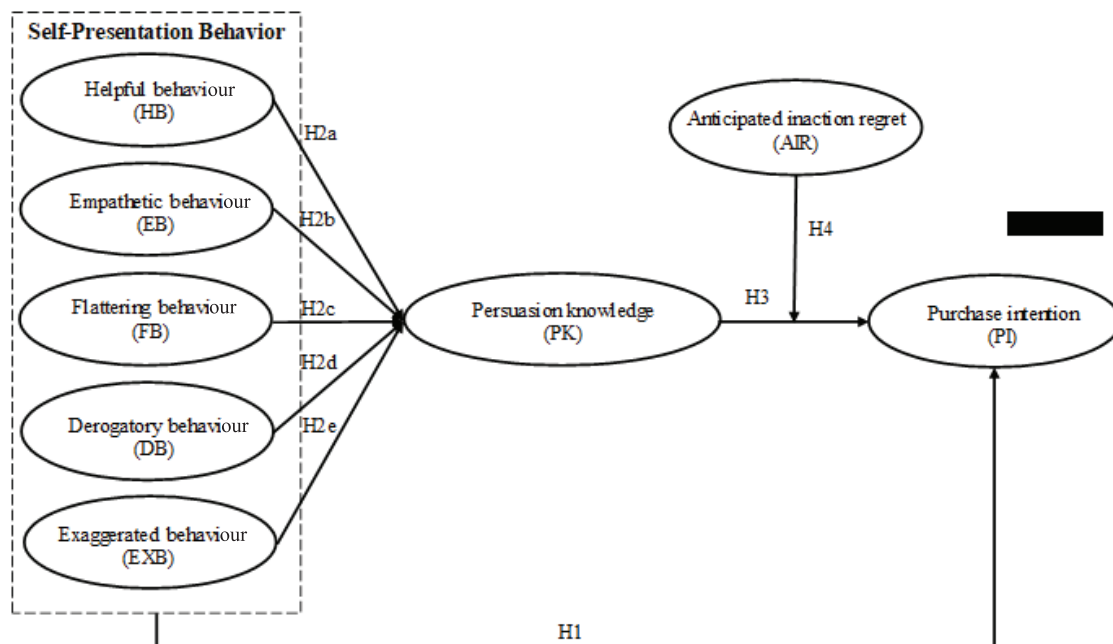 Self-Presentation Behavior
Helpful behaviour
(HB)
H2a
Empathetic behaviour
(EB)
H2b
Flattering behaviour
(FB)
H2c
Derogatory behaviour
(DB)
H2d
Exaggerated behaviour
(EXB)
H2e
Persuasion knowledge
(PK)
Anticipated inaction regret
(AIR)
H4
H3
Purchase intention
(PI)
H1